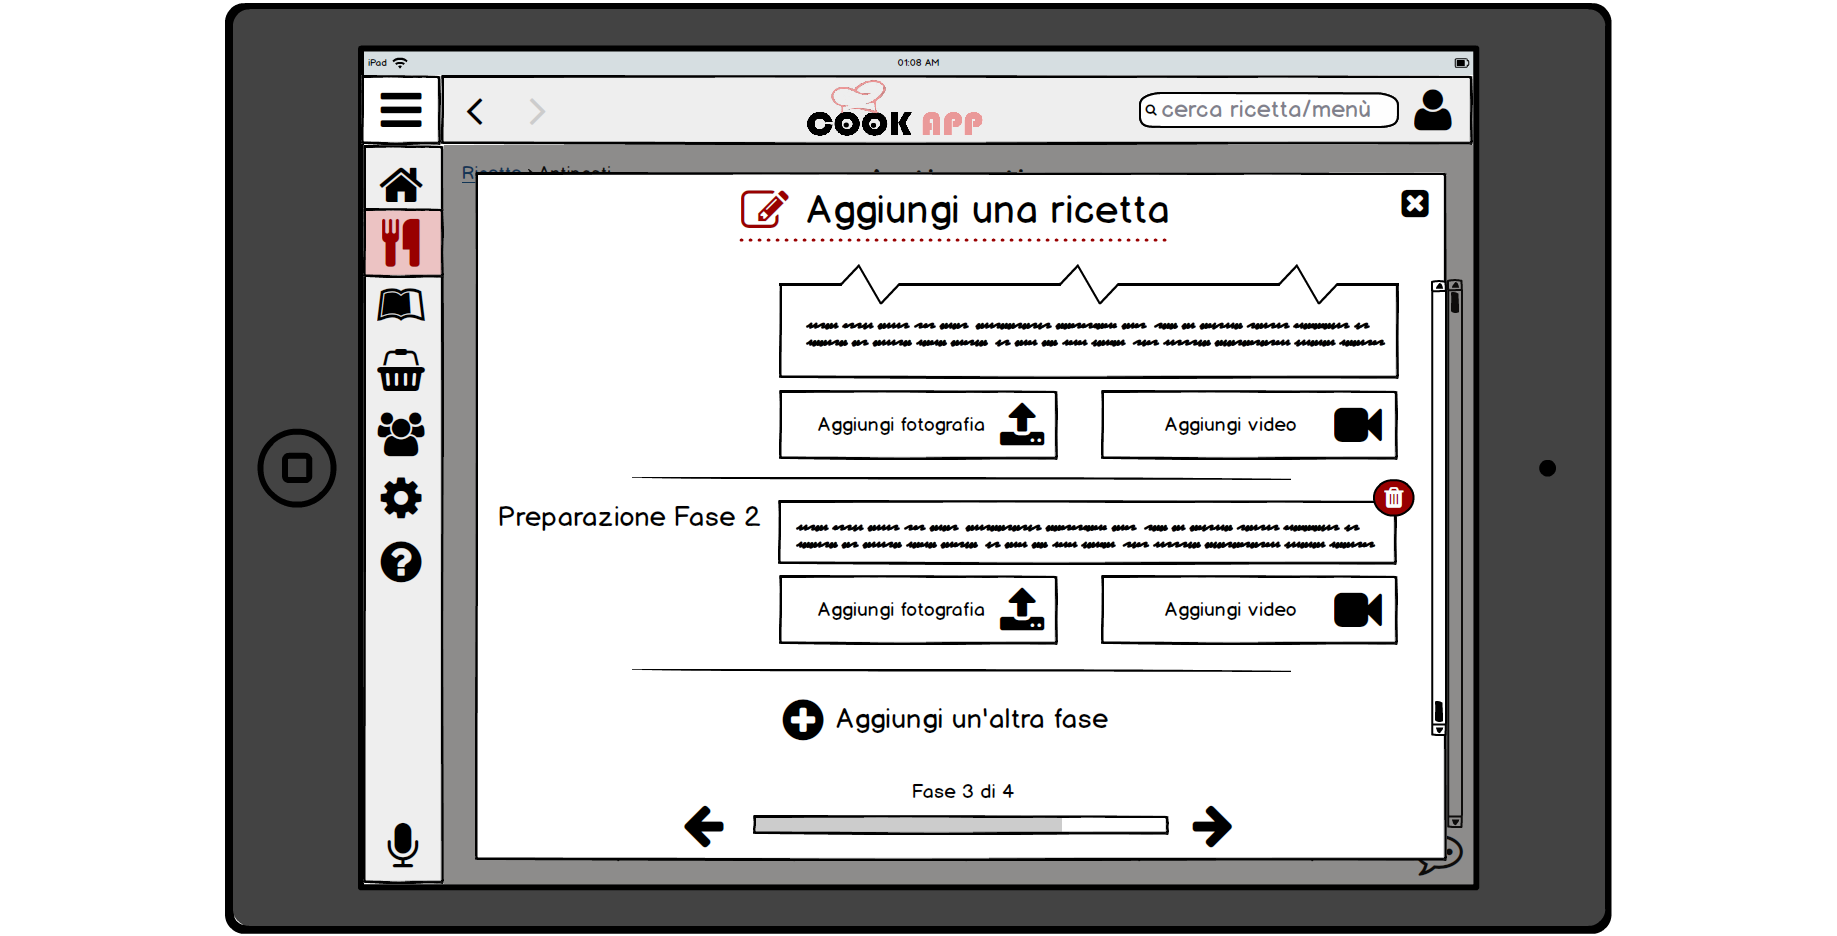 iPad
01:08 AM
COOK APP
cerca ricetta/menù
Ricette > Antipasti
Aggiungi una ricetta
Aggiungi fotografia
Aggiungi video
Preparazione Fase 2
Aggiungi fotografia
Aggiungi video
Aggiungi un'altra fase
Fase 3 di 4